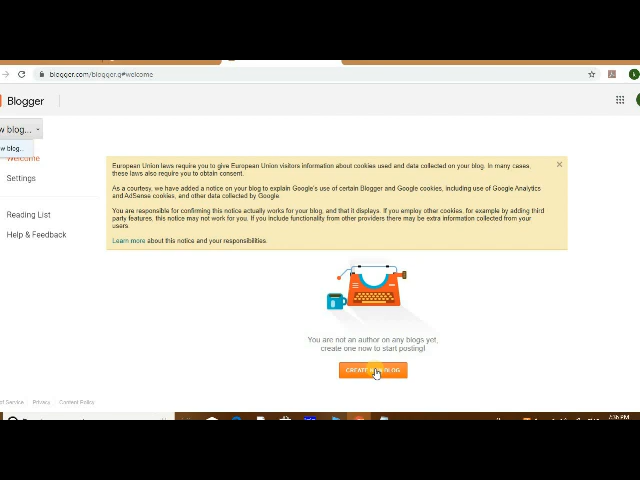 blogger.com/blogger.g#welcome
Blogger
w blog...
w blog..
Welcome
Settings
Reading List
Help & Feedback
European Union laws require you to give European Union visitors information about cookies used and data collected on your blog. In many cases,
these laws also require you to obtain consent.
As a courtesy, we have added a notice on your blog to explain Google's use of certain Blogger and Google cookies, including use of Google Analytics
and AdSense cookies, and other data collected by Google.
You are responsible for confirming this notice actually works for your blog, and that it displays. If you employ other cookies, for example by adding third
party features, this notice may not work for you. If you include functionality from other providers there may be extra information collected from your
users.
Learn more about this notice and your responsibilities
You are not an author on any blogs yet,
create one now to start posting!
CREATE NEW BLOG
of Service Privacy Content Policy